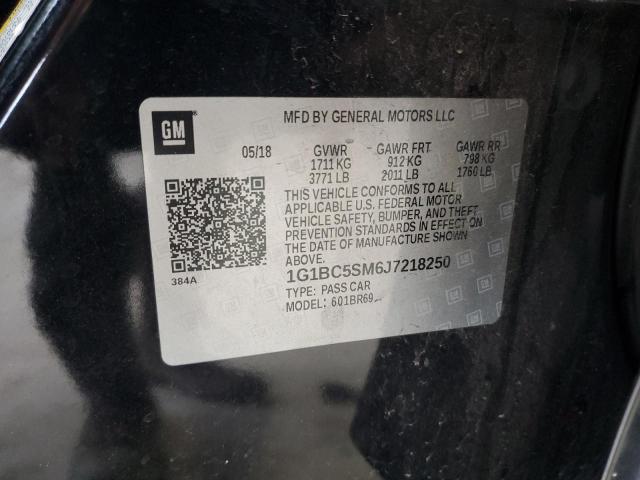 GM
MFD BY GENERAL MOTORS LLC
05/18 GVWR GAWR FRT GAWR RR
1711 KG 912 KG 798 KG
3771 LB 2011 LB 1760 LB
THIS VEHICLE CONFORMS TO ALL
APPLICABLE U.S. FEDERAL MOTOR
VEHICLE SAFETY, BUMPER, AND THEFT
PREVENTION STANDARDS IN EFFECT ON
THE DATE OF MANUFACTURE SHOWN
ABOVE.
384A
1G1BC5SM6J7218250
TYPE: PASS CAR
MODEL: 6 01BR69